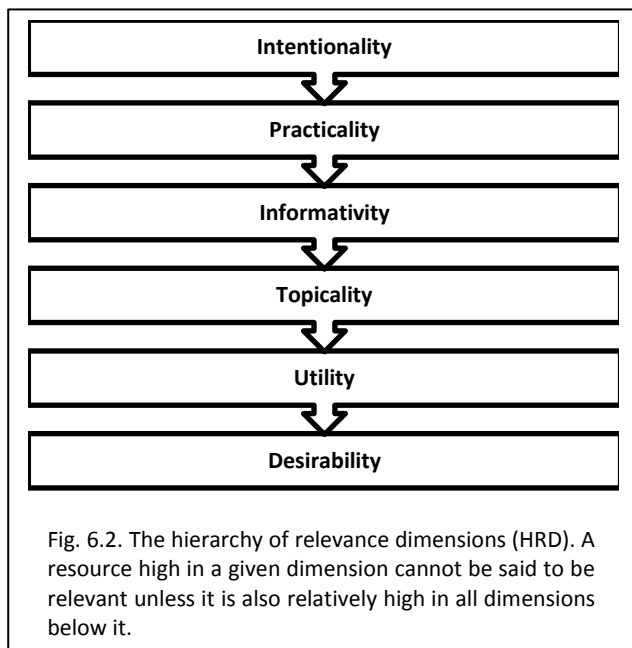 Intentionality
Practicality
Informativity
Topicality
Utility
Desirability
Fig. 6.2. The hierarchy of relevance dimensions (HRD). A
resource high in a given dimension cannot be said to be
relevant unless it is also relatively high in all dimensions
below it.